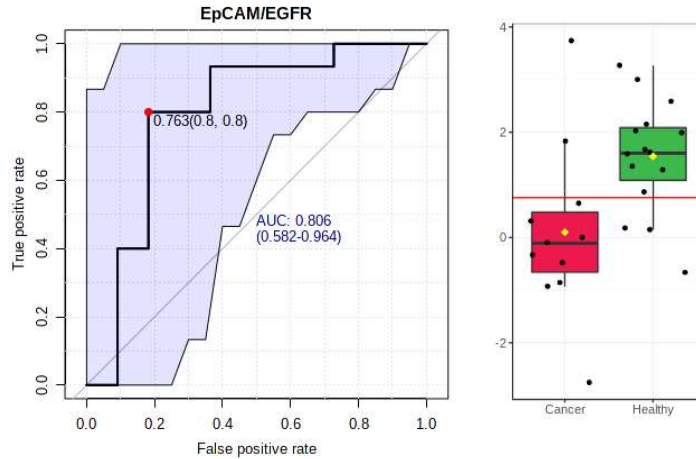 EpCAM/EGFR
True positive rate
1.0
0.8
0.6
0.4
0.2
0.0
0.763(0.8, 0.8)
AUC: 0.806
(0.582-0.964)
0.0 0.2 0.4 0.6 0.8 1.0
False positive rate
4
2
0
-2
Cancer Healthy